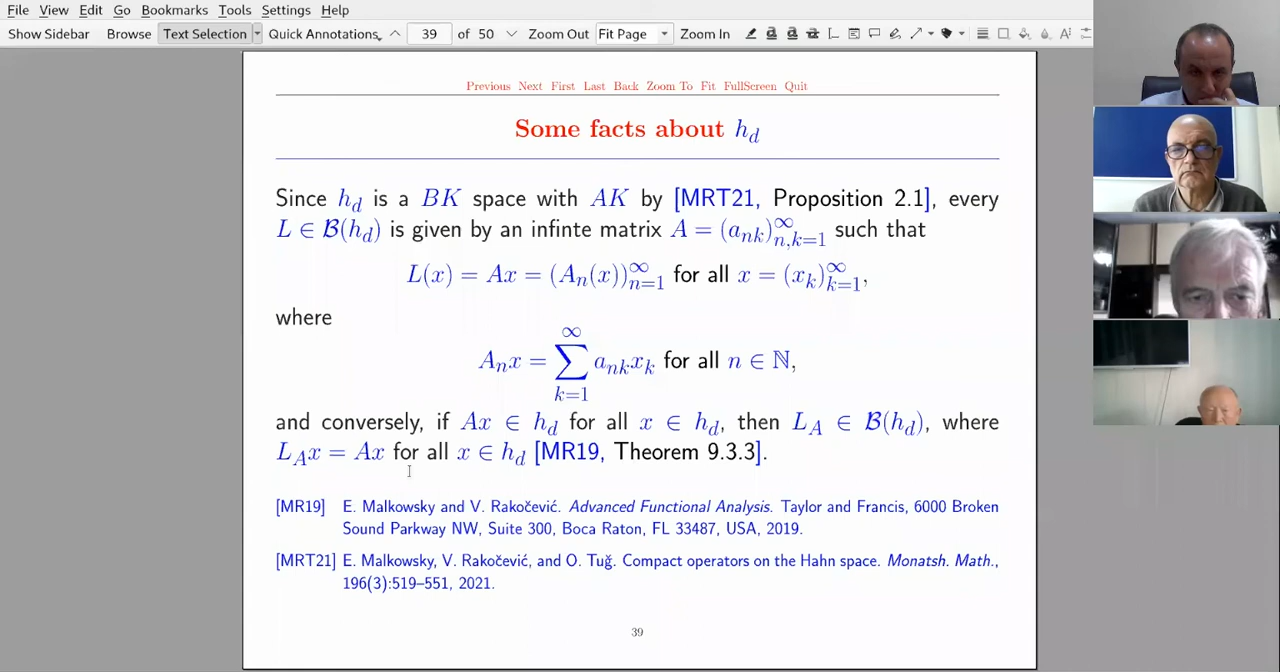 File View Edit Go Bookmarks Tools Settings Help
Show Sidebar Browse Text Selection Quick Annotations 39 of 50 Zoom Out Fit Page Zoom In
Previous Next First Last Back Zoom To Fit FullScreen Quit
Some facts about h_d
Since h_d is a BK space with AK by [MRT21, Proposition 2.1], every
L ∈ B(h_d) is given by an infinte matrix A = (a_{nk})_{n,k=1}^∞ such that
L(x) = Ax = (A_n(x))_{n=1}^∞ for all x = (x_k)_{k=1}^∞,
where
A_n x = ∑_{k=1}^∞ a_{nk}x_k for all n ∈ ℕ,
and conversely, if Ax ∈ h_d for all x ∈ h_d, then L_A ∈ B(h_d), where
L_A x = Ax for all x ∈ h_d [MR19, Theorem 9.3.3].
[MR19] E. Malkowsky and V. Rakočević. Advanced Functional Analysis. Taylor and Francis, 6000 Broken
Sound Parkway NW, Suite 300, Boca Raton, FL 33487, USA, 2019.
[MRT21] E. Malkowsky, V. Rakočević, and O. Tuǧ. Compact operators on the Hahn space. Monatsh. Math.,
196(3):519–551, 2021.
39